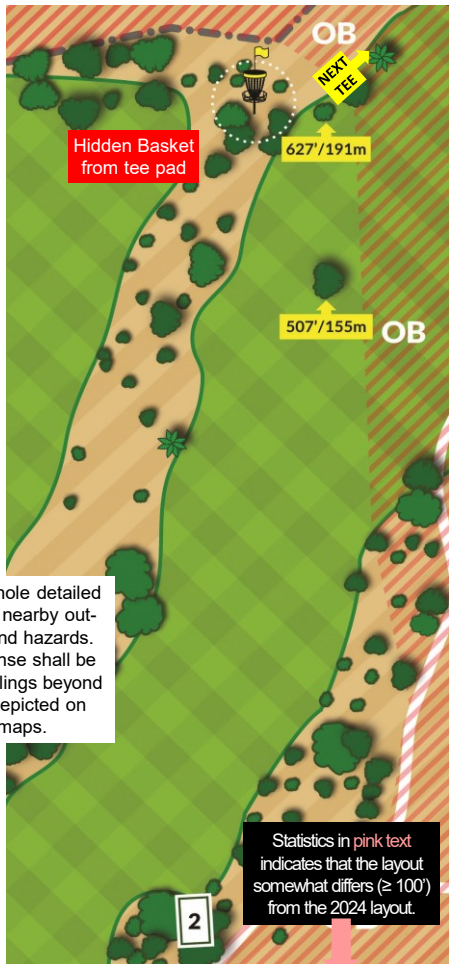 OB
NEXT
TEE
Hidden Basket
from tee pad
627'/191m
507'/155m
OB
hole detailed
nearby out-
nd hazards.
nse shall be
lings beyond
epicted on
maps.
Statistics in pink text
indicates that the layout
somewhat differs (≥ 100')
from the 2024 layout.
2